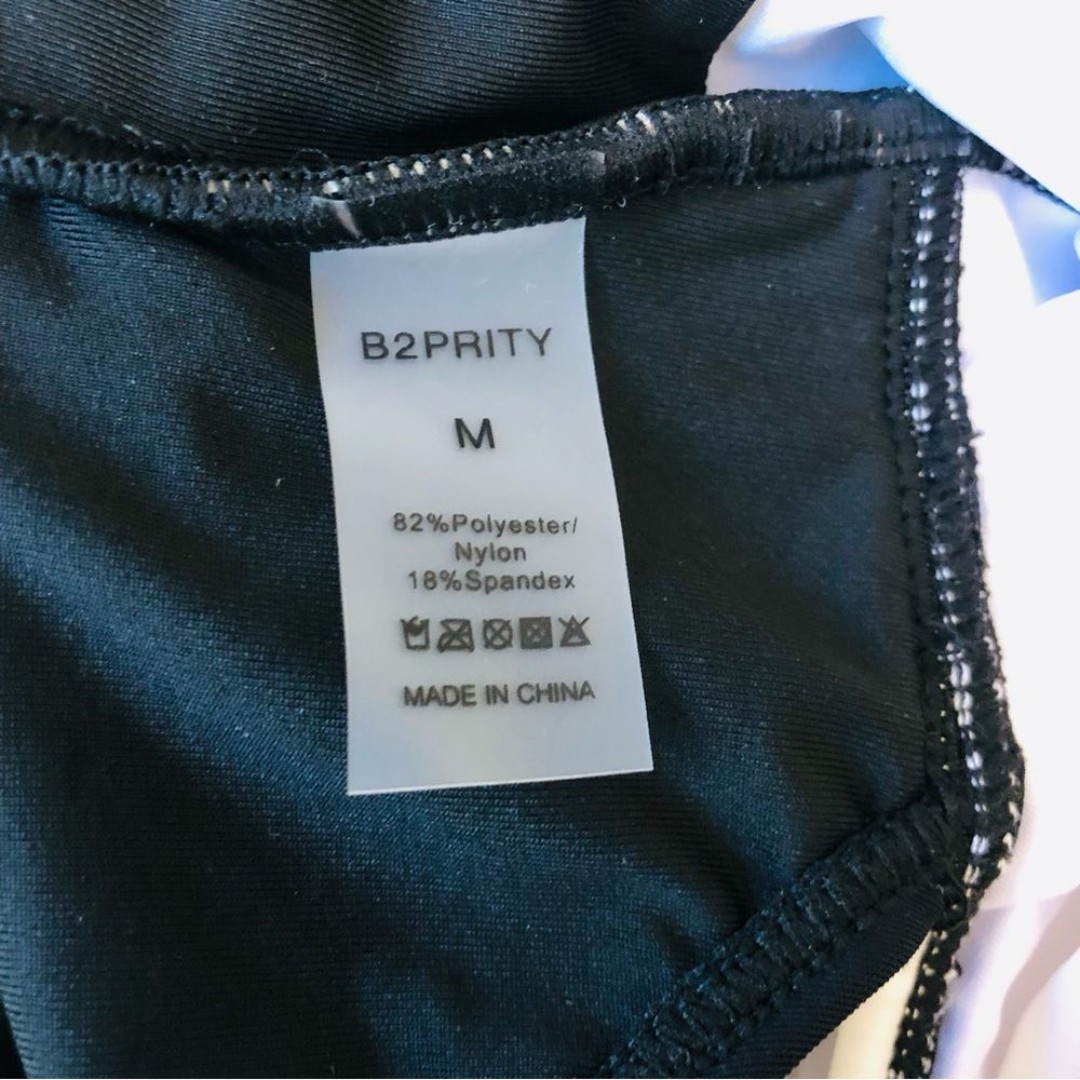 B2PRITY
M
82%Polyester/
Nylon
18%Spandex
MADE IN CHINA